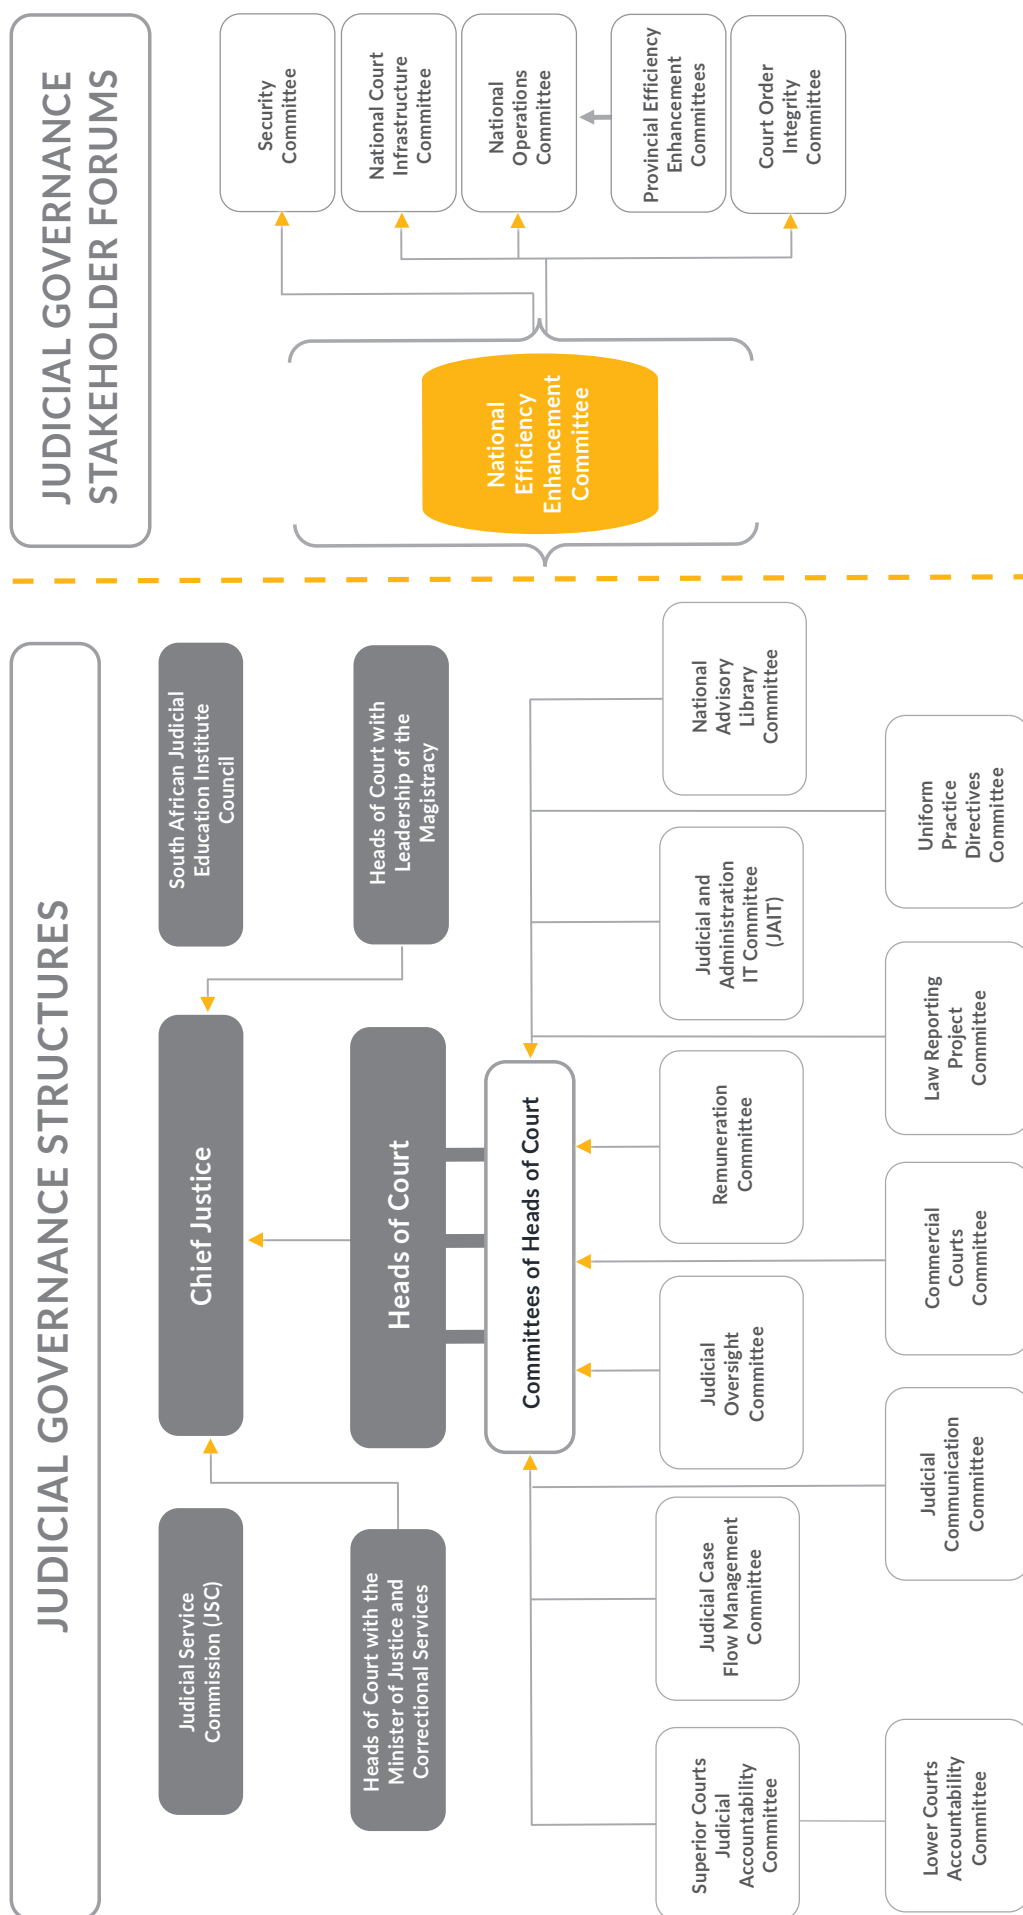 JUDICIAL GOVERNANCE STRUCTURES
Judicial Service
Commission (JSC)
Chief Justice
South African Judicial
Education Institute
Council
Heads of Court with the
Minister of Justice and
Correctional Services
Heads of Court
Heads of Court with
Leadership of the
Magistracy
Committees of Heads of Court
Superior Courts
Judicial
Accountability
Committee
Judicial Case
Flow Management
Committee
Judicial
Oversight
Committee
Remuneration
Committee
Judicial and
Administration
IT Committee
(JAIT)
National
Advisory
Library
Committee
Lower Courts
Accountability
Committee
Judicial
Communication
Committee
Commercial
Courts
Committee
Law Reporting
Project
Committee
Uniform
Practice
Directives
Committee
JUDICIAL GOVERNANCE
STAKEHOLDER FORUMS
National
Efficiency
Enhancement
Committee
Security
Committee
National Court
Infrastructure
Committee
National
Operations
Committee
Provincial Efficiency
Enhancement
Committees
Court Order
Integrity
Committee